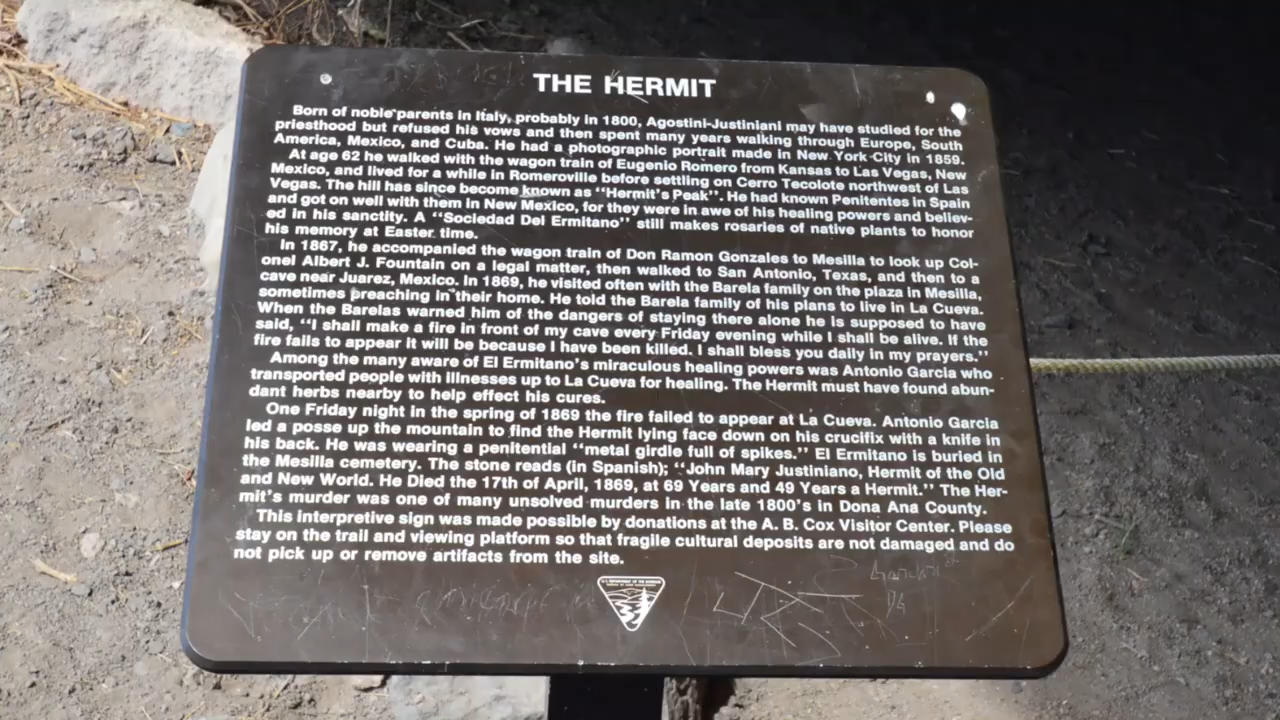 THE HERMIT
Born of noble parents in Italy, probably in 1800, Agostini-Justiniani may have studied for the
priesthood but refused his vows and then spent many years walking through Europe, South
America, Mexico, and Cuba. He had a photographic portrait made in New York City in 1859.
At age 62 he walked with the wagon train of Eugenio Romero from Kansas to Las Vegas, New
Mexico, and lived for a while in Romeroville before settling on Cerro Tecolote northwest of Las
Vegas. The hill has since become known as "Hermit's Peak". He had known Penitentes in Spain
and got on well with them in New Mexico, for they were in awe of his healing powers and believ-
ed in his sanctity. A "Sociedad Del Ermitano" still makes rosaries of native plants to honor
his memory at Easter time.
In 1867, he accompanied the wagon train of Don Ramon Gonzales to Mesilla to look up Col-
onel Albert J. Fountain on a legal matter, then walked to San Antonio, Texas, and then to a
cave near Juarez, Mexico. In 1869, he visited often with the Barela family on the plaza in Mesilla,
sometimes preaching in their home. He told the Barela family of his plans to live in La Cueva.
When the Barelas warned him of the dangers of staying there alone he is supposed to have
said, "I shall make a fire in front of my cave every Friday evening while I shall be alive. If the
fire fails to appear it will be because I have been killed. I shall bless you daily in my prayers."
Among the many aware of El Ermitano's miraculous healing powers was Antonio Garcia who
transported people with illnesses up to La Cueva for healing. The Hermit must have found abun-
dant herbs nearby to help effect his cures.
One Friday night in the spring of 1869 the fire failed to appear at La Cueva. Antonio Garcia
led a posse up the mountain to find the Hermit lying face down on his crucifix with a knife in
his back. He was wearing a penitential "metal girdle full of spikes." El Ermitano is buried in
the Mesilla cemetery. The stone reads (in Spanish); "John Mary Justiniano, Hermit of the Old
and New World. He Died the 17th of April, 1869, at 69 Years and 49 Years a Hermit." The Her-
mit's murder was one of many unsolved murders in the late 1800's in Dona Ana County.
This interpretive sign was made possible by donations at the A. B. Cox Visitor Center. Please
stay on the trail and viewing platform so that fragile cultural deposits are not damaged and do
not pick up or remove artifacts from the site.